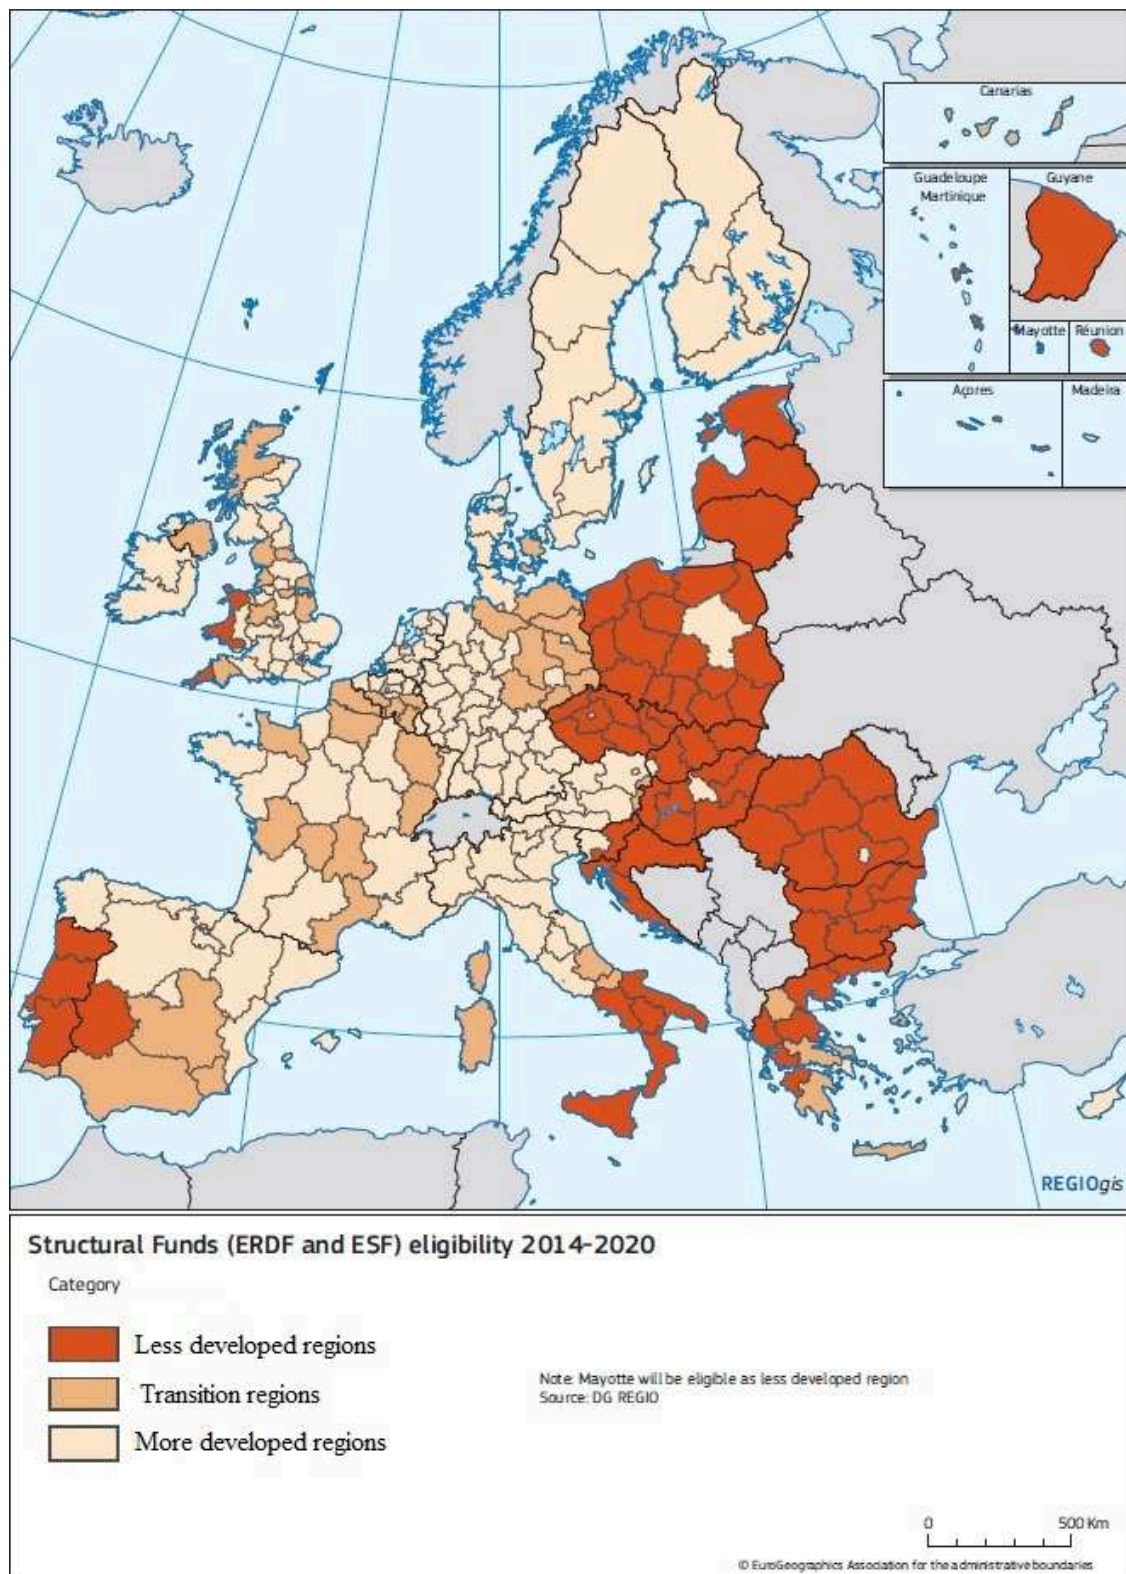 Canarias
Guadeloupe
Martinique
Guyane
Mayotte
Réunion
Açores
Madeira
REGIOgis
Structural Funds (ERDF and ESF) eligibility 2014-2020
Category
Less developed regions
Transition regions
More developed regions
Note: Mayotte will be eligible as less developed region
Source: DG REGIO
0 500 Km
© EuroGeographics Association for the administrative boundaries